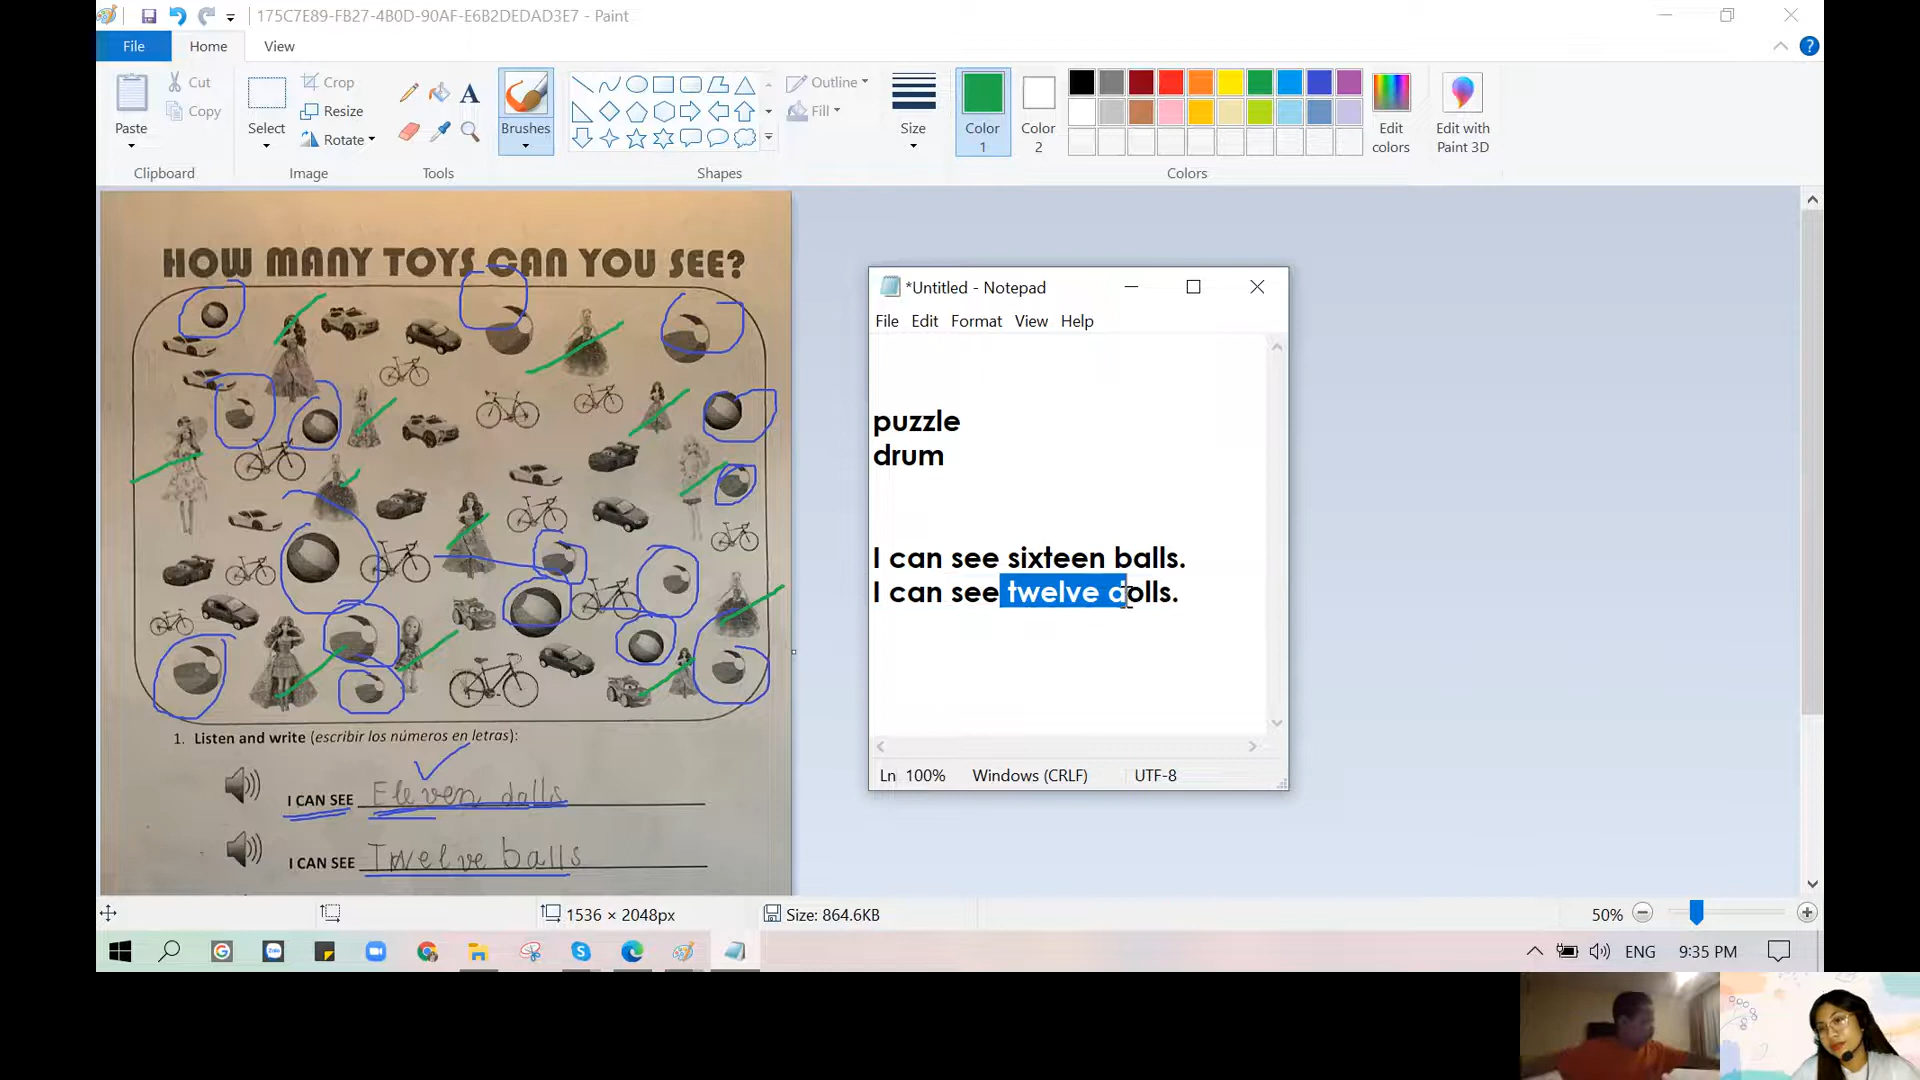 175C7E89-FB27-4B0D-90AF-E6B2DEDAD3E7 - Paint
File Home View
Paste
Cut
Copy
Clipboard
Select
Crop
Resize
Rotate
Image
Tools
Brushes
Shapes
Outline
Fill
Size
Color 1
Color 2
Colors
Edit colors
Edit with Paint 3D
HOW MANY TOYS CAN YOU SEE?
1. Listen and write (escribir los números en letras):
I CAN SEE Eleven dalls
I CAN SEE Twelve balls
*Untitled - Notepad
File Edit Format View Help
puzzle
drum
I can see sixteen balls.
I can see twelve dolls.
Ln 100% Windows (CRLF) UTF-8
1536 × 2048px Size: 864.6KB 50%
ENG 9:35 PM